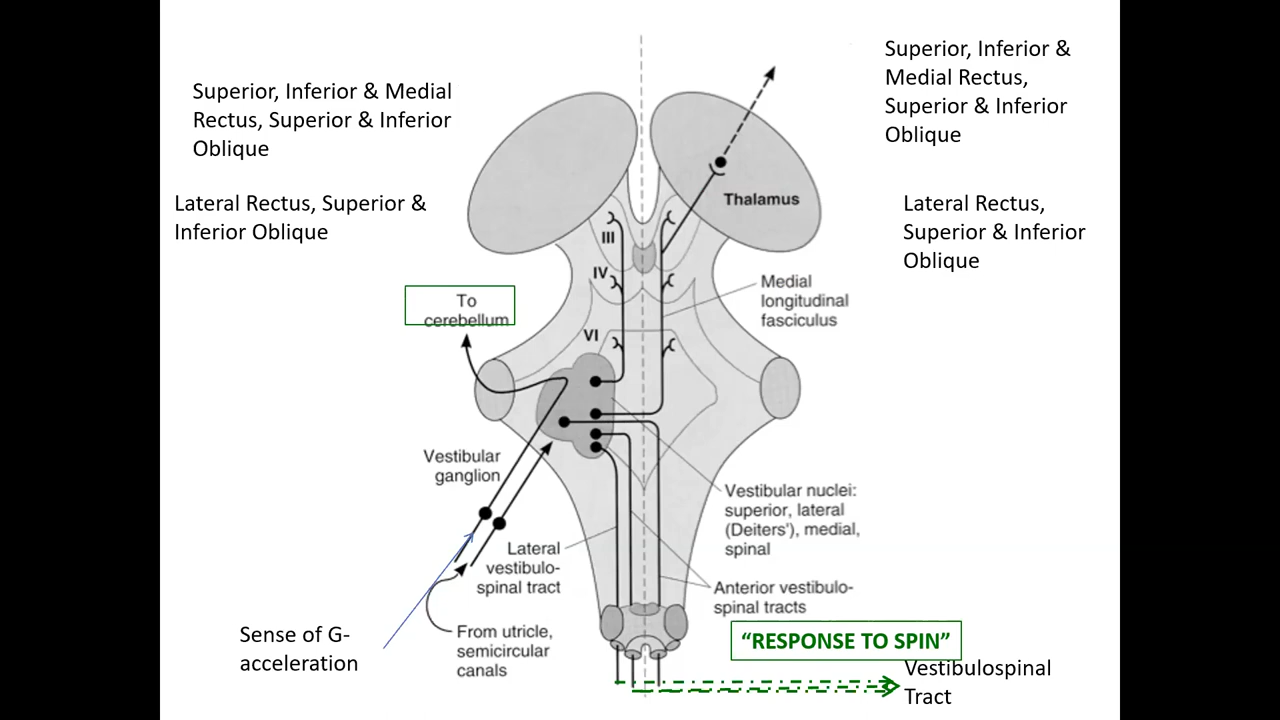 Superior, Inferior & Medial
Rectus, Superior & Inferior
Oblique
Superior, Inferior &
Medial Rectus,
Superior & Inferior
Oblique
Lateral Rectus, Superior &
Inferior Oblique
Lateral Rectus,
Superior & Inferior
Oblique
Thalamus
III
IV
VI
To
cerebellum
Medial
longitudinal
fasciculus
Vestibular
ganglion
Vestibular nuclei:
superior, lateral
(Deiters'), medial,
spinal
Lateral
vestibulo-
spinal tract
Anterior vestibulo-
spinal tracts
Sense of G-
acceleration
From utricle,
semicircular
canals
“RESPONSE TO SPIN”
Vestibulospinal
Tract